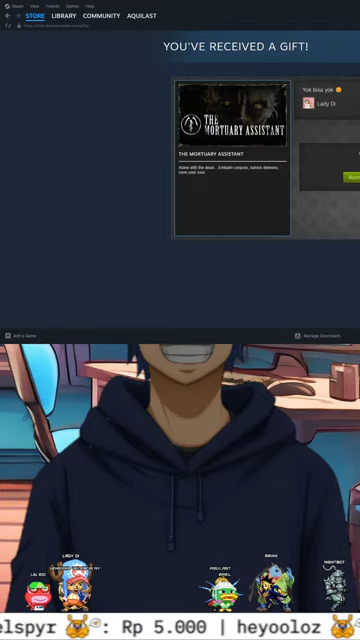 Steam View Friends Games Help
STORE LIBRARY COMMUNITY AQUILAST
YOU'VE RECEIVED A GIFT!
THE
MORTUARY ASSISTANT
THE MORTUARY ASSISTANT
Alone with the dead... Embalm corpses, banish demons,
save your soul.
Yok bisa yok
Lady Di
Acce
Add a Game...
Manage Downloads
LADY DI
NIGHTBOT
elspyr : Rp 5.000 | heyooloz